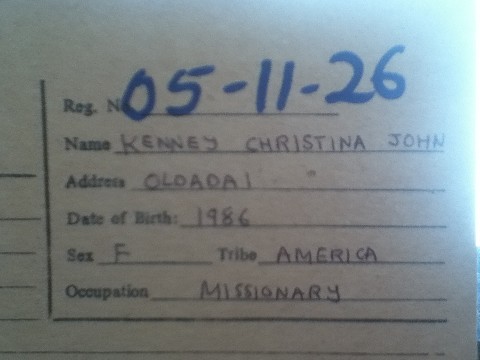 Reg. No 05-11-26
Name KENNEY CHRISTINA JOHN
Address OLOADAI "
Date of Birth: 1986
Sex F Tribe AMERICA
Occupation MISSIONARY